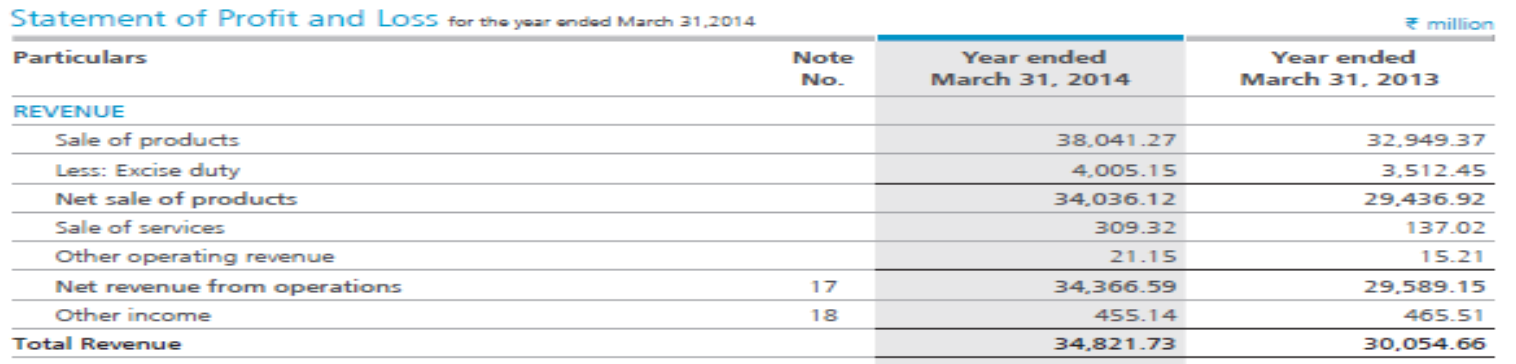 Statement of Profit and Loss for the year ended March 31,2014 ₹ million
Particulars Note No. Year ended March 31, 2014 Year ended March 31, 2013
REVENUE
Sale of products 38,041.27 32,949.37
Less: Excise duty 4,005.15 3,512.45
Net sale of products 34,036.12 29,436.92
Sale of services 309.32 137.02
Other operating revenue 21.15 15.21
Net revenue from operations 17 34,366.59 29,589.15
Other income 18 455.14 465.51
Total Revenue 34,821.73 30,054.66